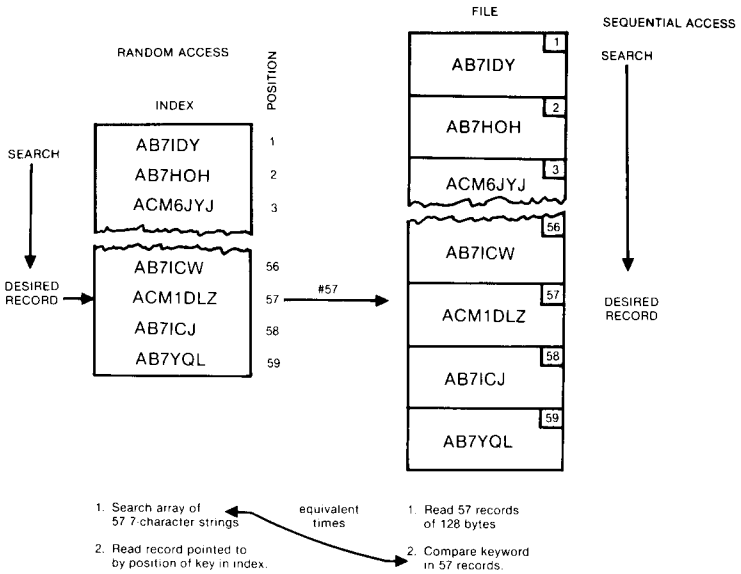 RANDOM ACCESS
INDEX
POSITION
SEARCH
AB7IDY 1
AB7HOH 2
ACM6JYJ 3
AB7ICW 56
DESIRED
RECORD
ACM1DLZ 57
AB7ICJ 58
AB7YQL 59
#57
FILE
1
AB7IDY
2
AB7HOH
3
ACM6JYJ
56
AB7ICW
57
ACM1DLZ
58
AB7ICJ
59
AB7YQL
SEQUENTIAL ACCESS
SEARCH
DESIRED
RECORD
1. Search array of
57 7-character strings
2. Read record pointed to
by position of key in index.
equivalent
times
1. Read 57 records
of 128 bytes
2. Compare keyword
in 57 records.